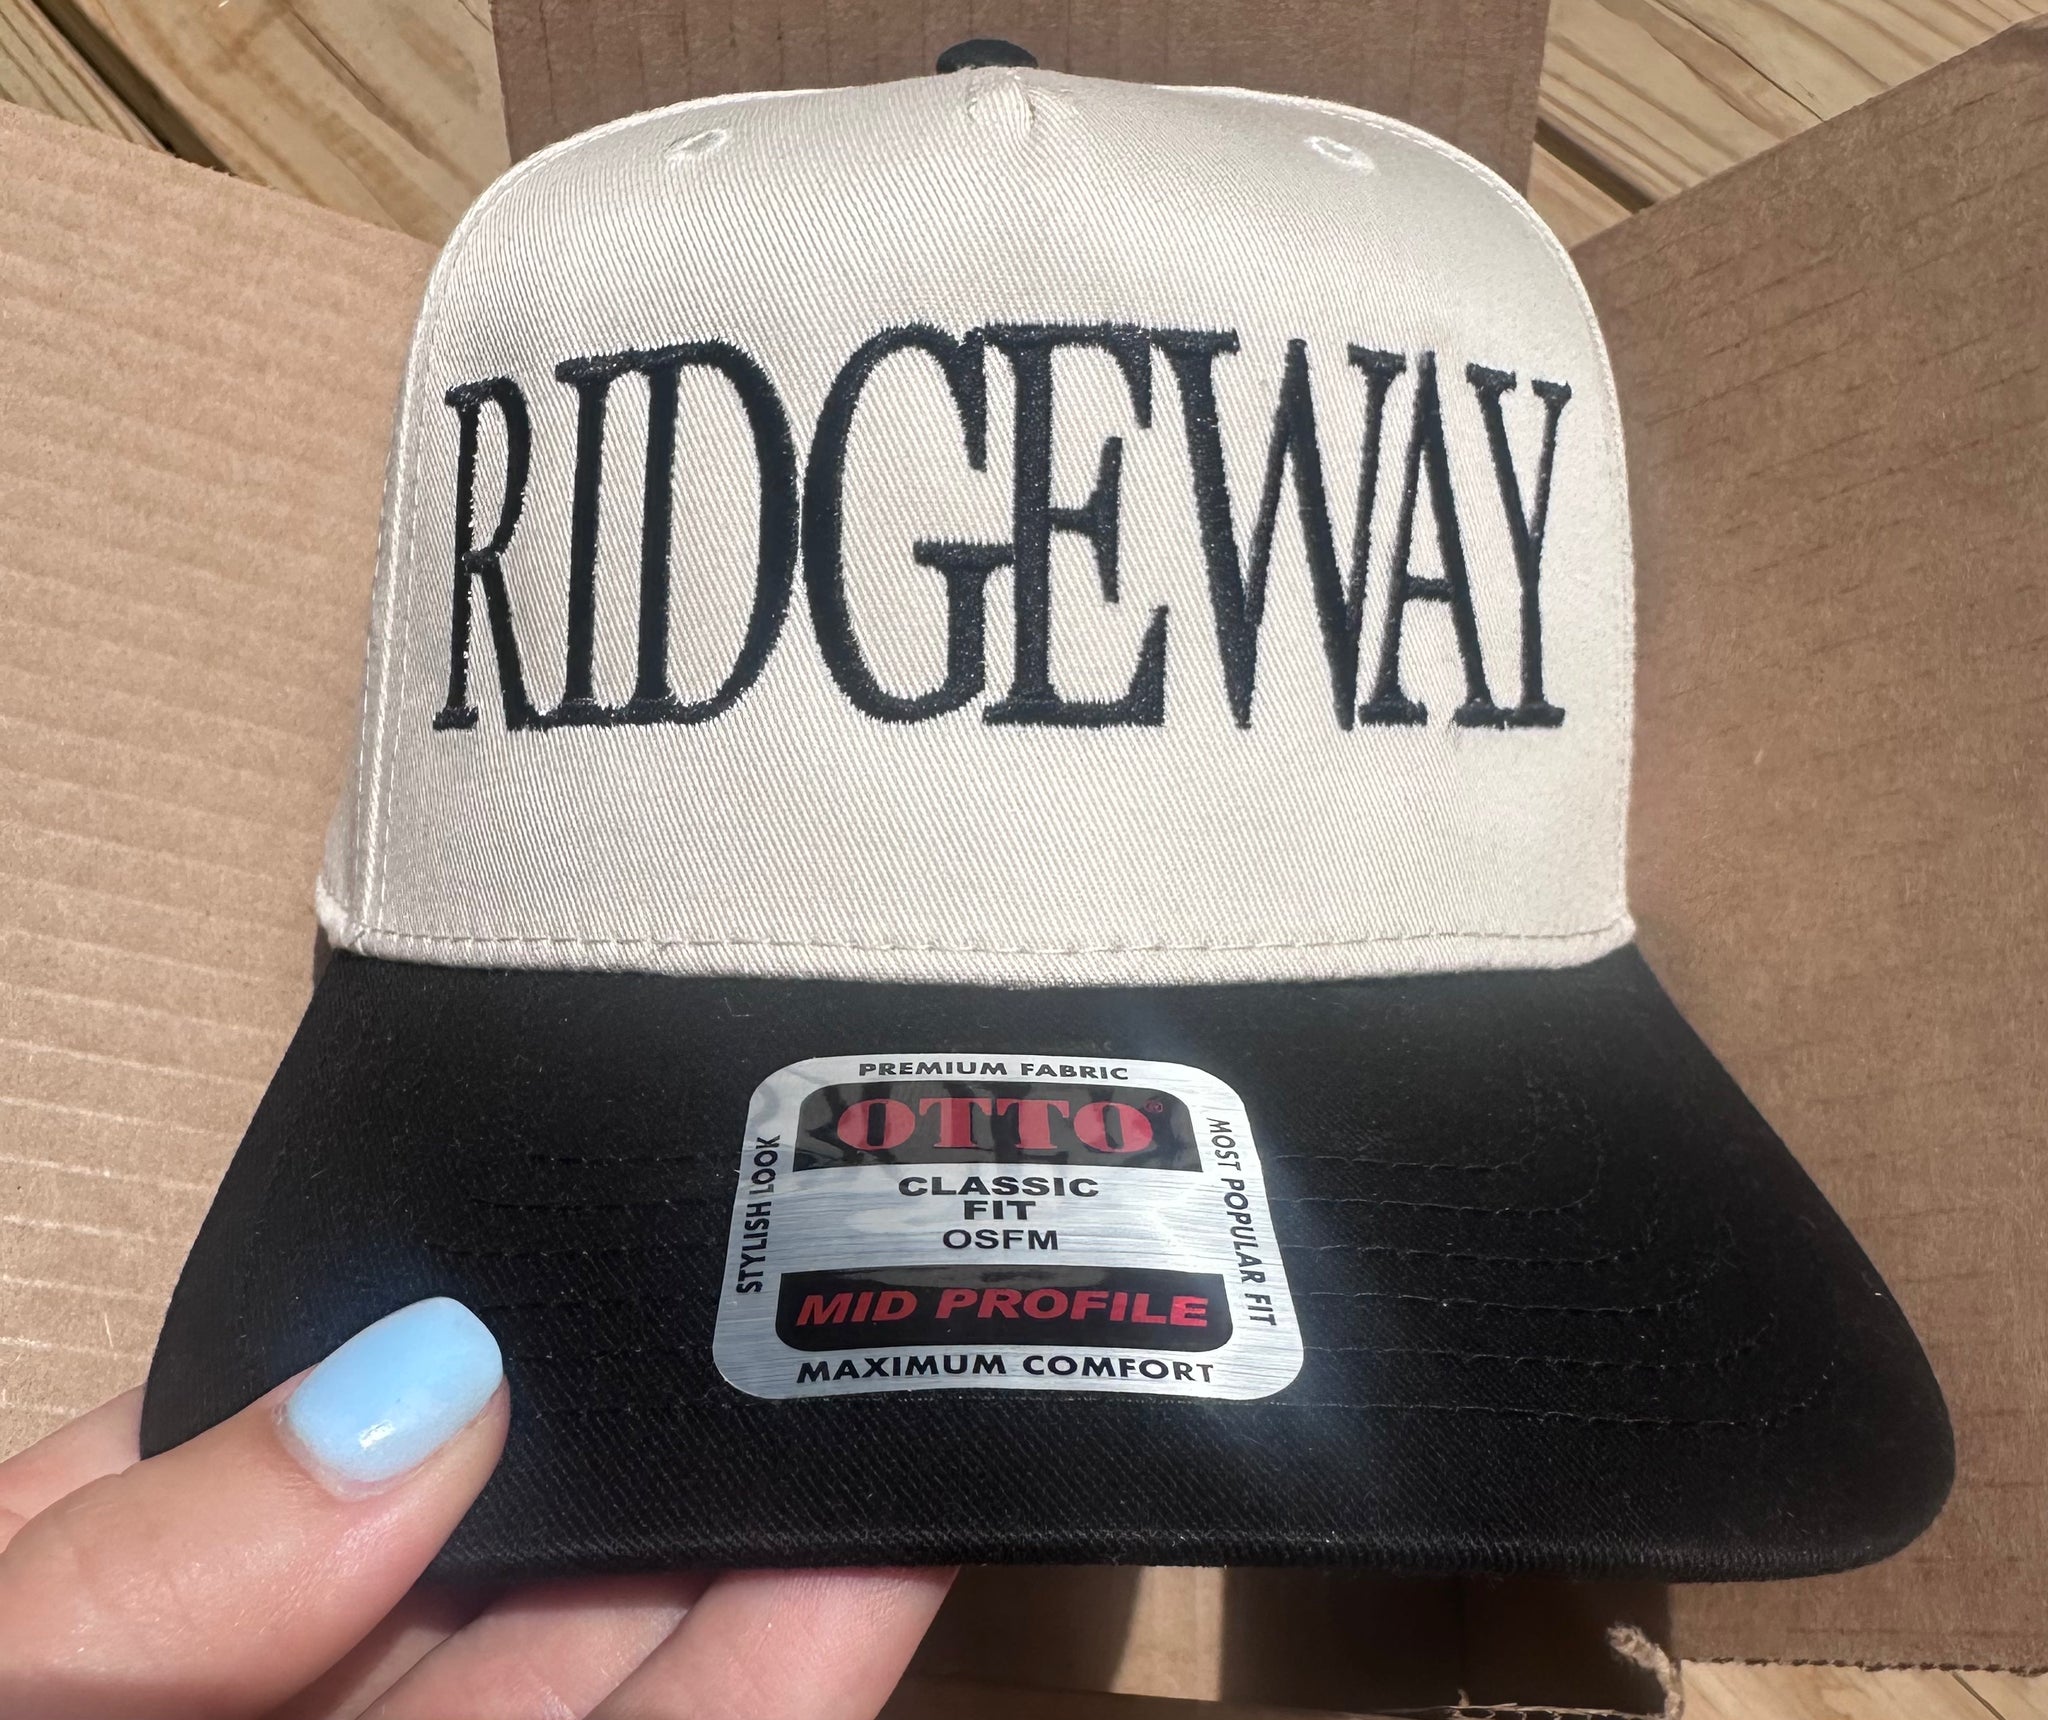 RIDGEWAY
PREMIUM FABRIC
OTTO®
STYLISH LOOK
MOST POPULAR FIT
CLASSIC
FIT
OSFM
MID PROFILE
MAXIMUM COMFORT